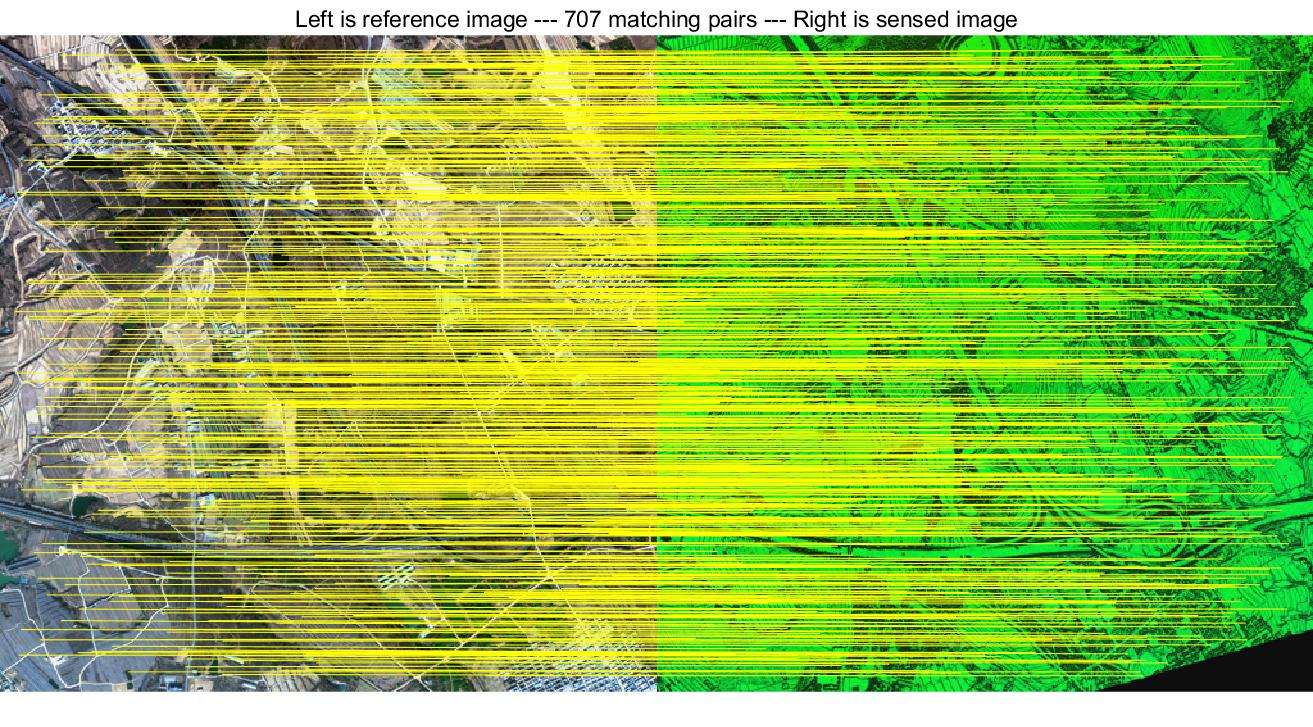 Left is reference image --- 707 matching pairs --- Right is sensed image